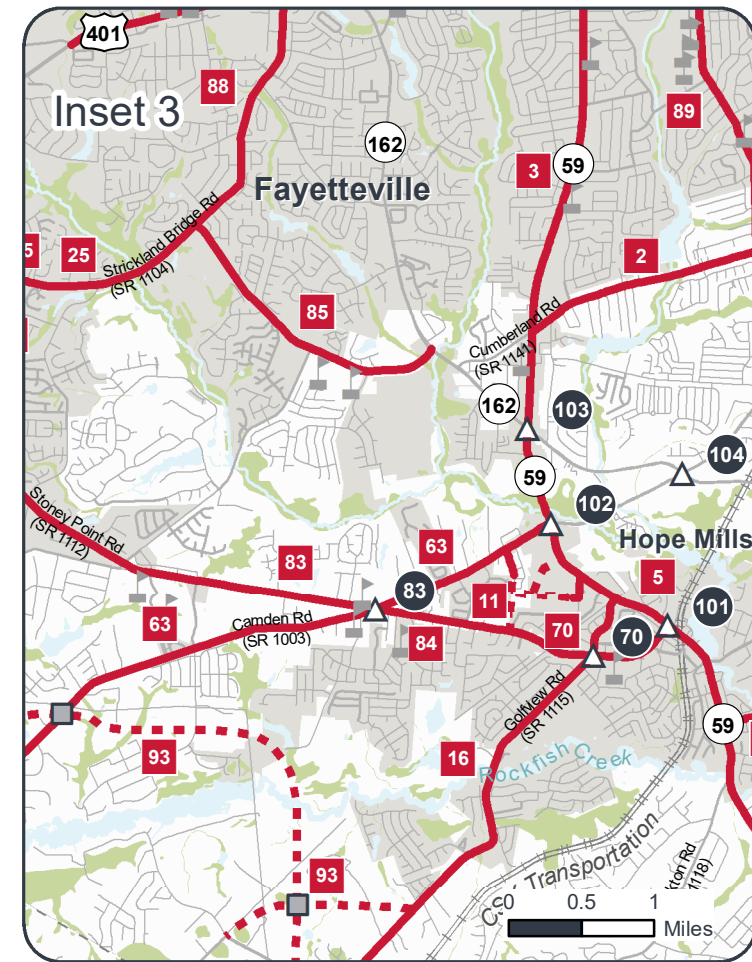 401
88
Inset 3
89
162
3
59
Fayetteville
2
5
25
Strickland Bridge Rd
(SR 1104)
85
Cumberland Rd
(SR 1141)
162
103
59
104
102
Stoney Point Rd
(SR 1112)
Hope Mills
63
83
5
83
11
101
63
Camden Rd
(SR 1003)
84
70
70
Golfview Rd
(SR 1115)
59
93
16
Rockfish Creek
CSX Transportation
93
1118)
0 0.5 1
Miles